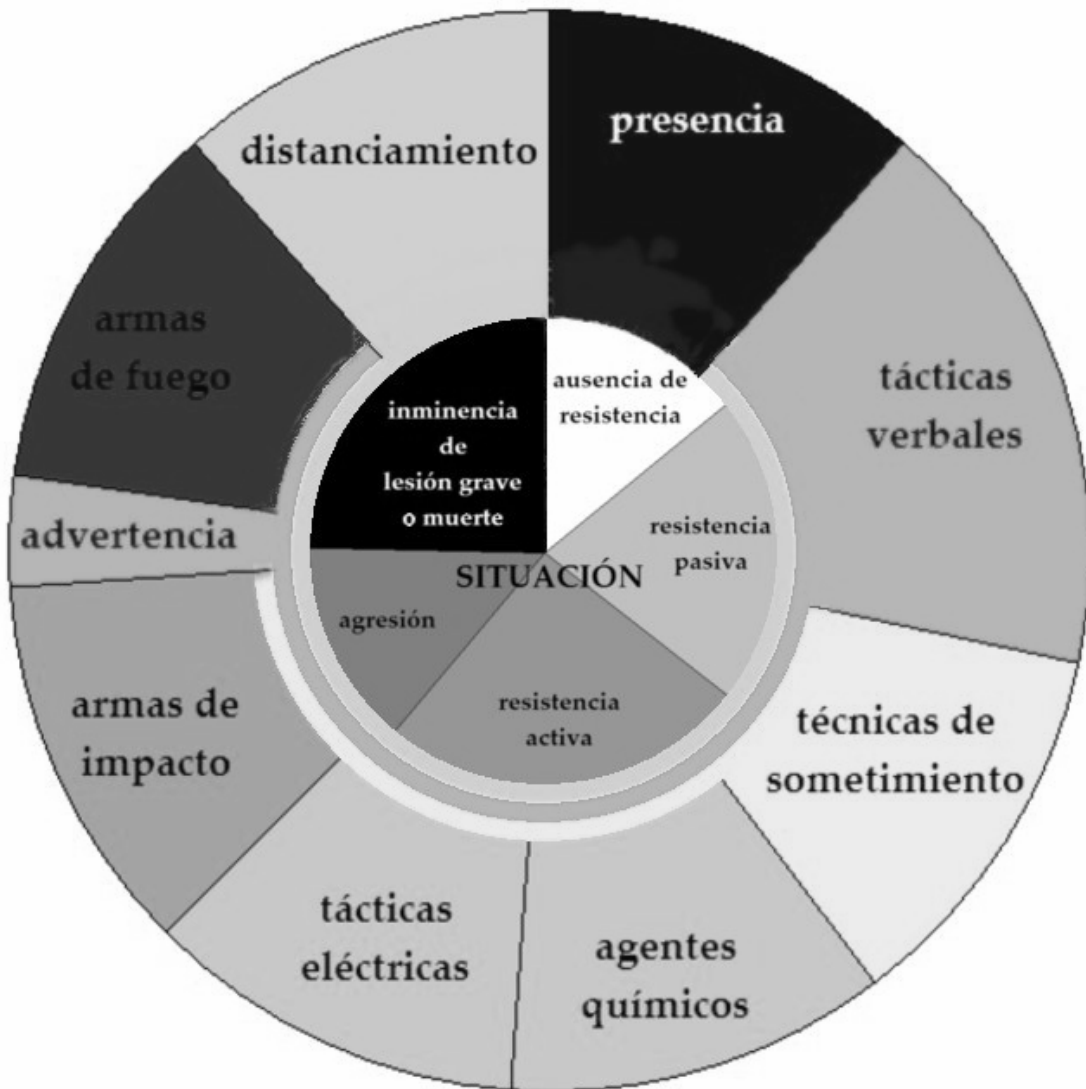 presencia
distanciamiento
tácticas
verbales
armas
de fuego
advertencia
armas de
impacto
tácticas
eléctricas
agentes
químicos
técnicas de
sometimiento
ausencia de
resistencia
inminencia
de
lesión grave
o muerte
resistencia
pasiva
SITUACIÓN
agresión
resistencia
activa